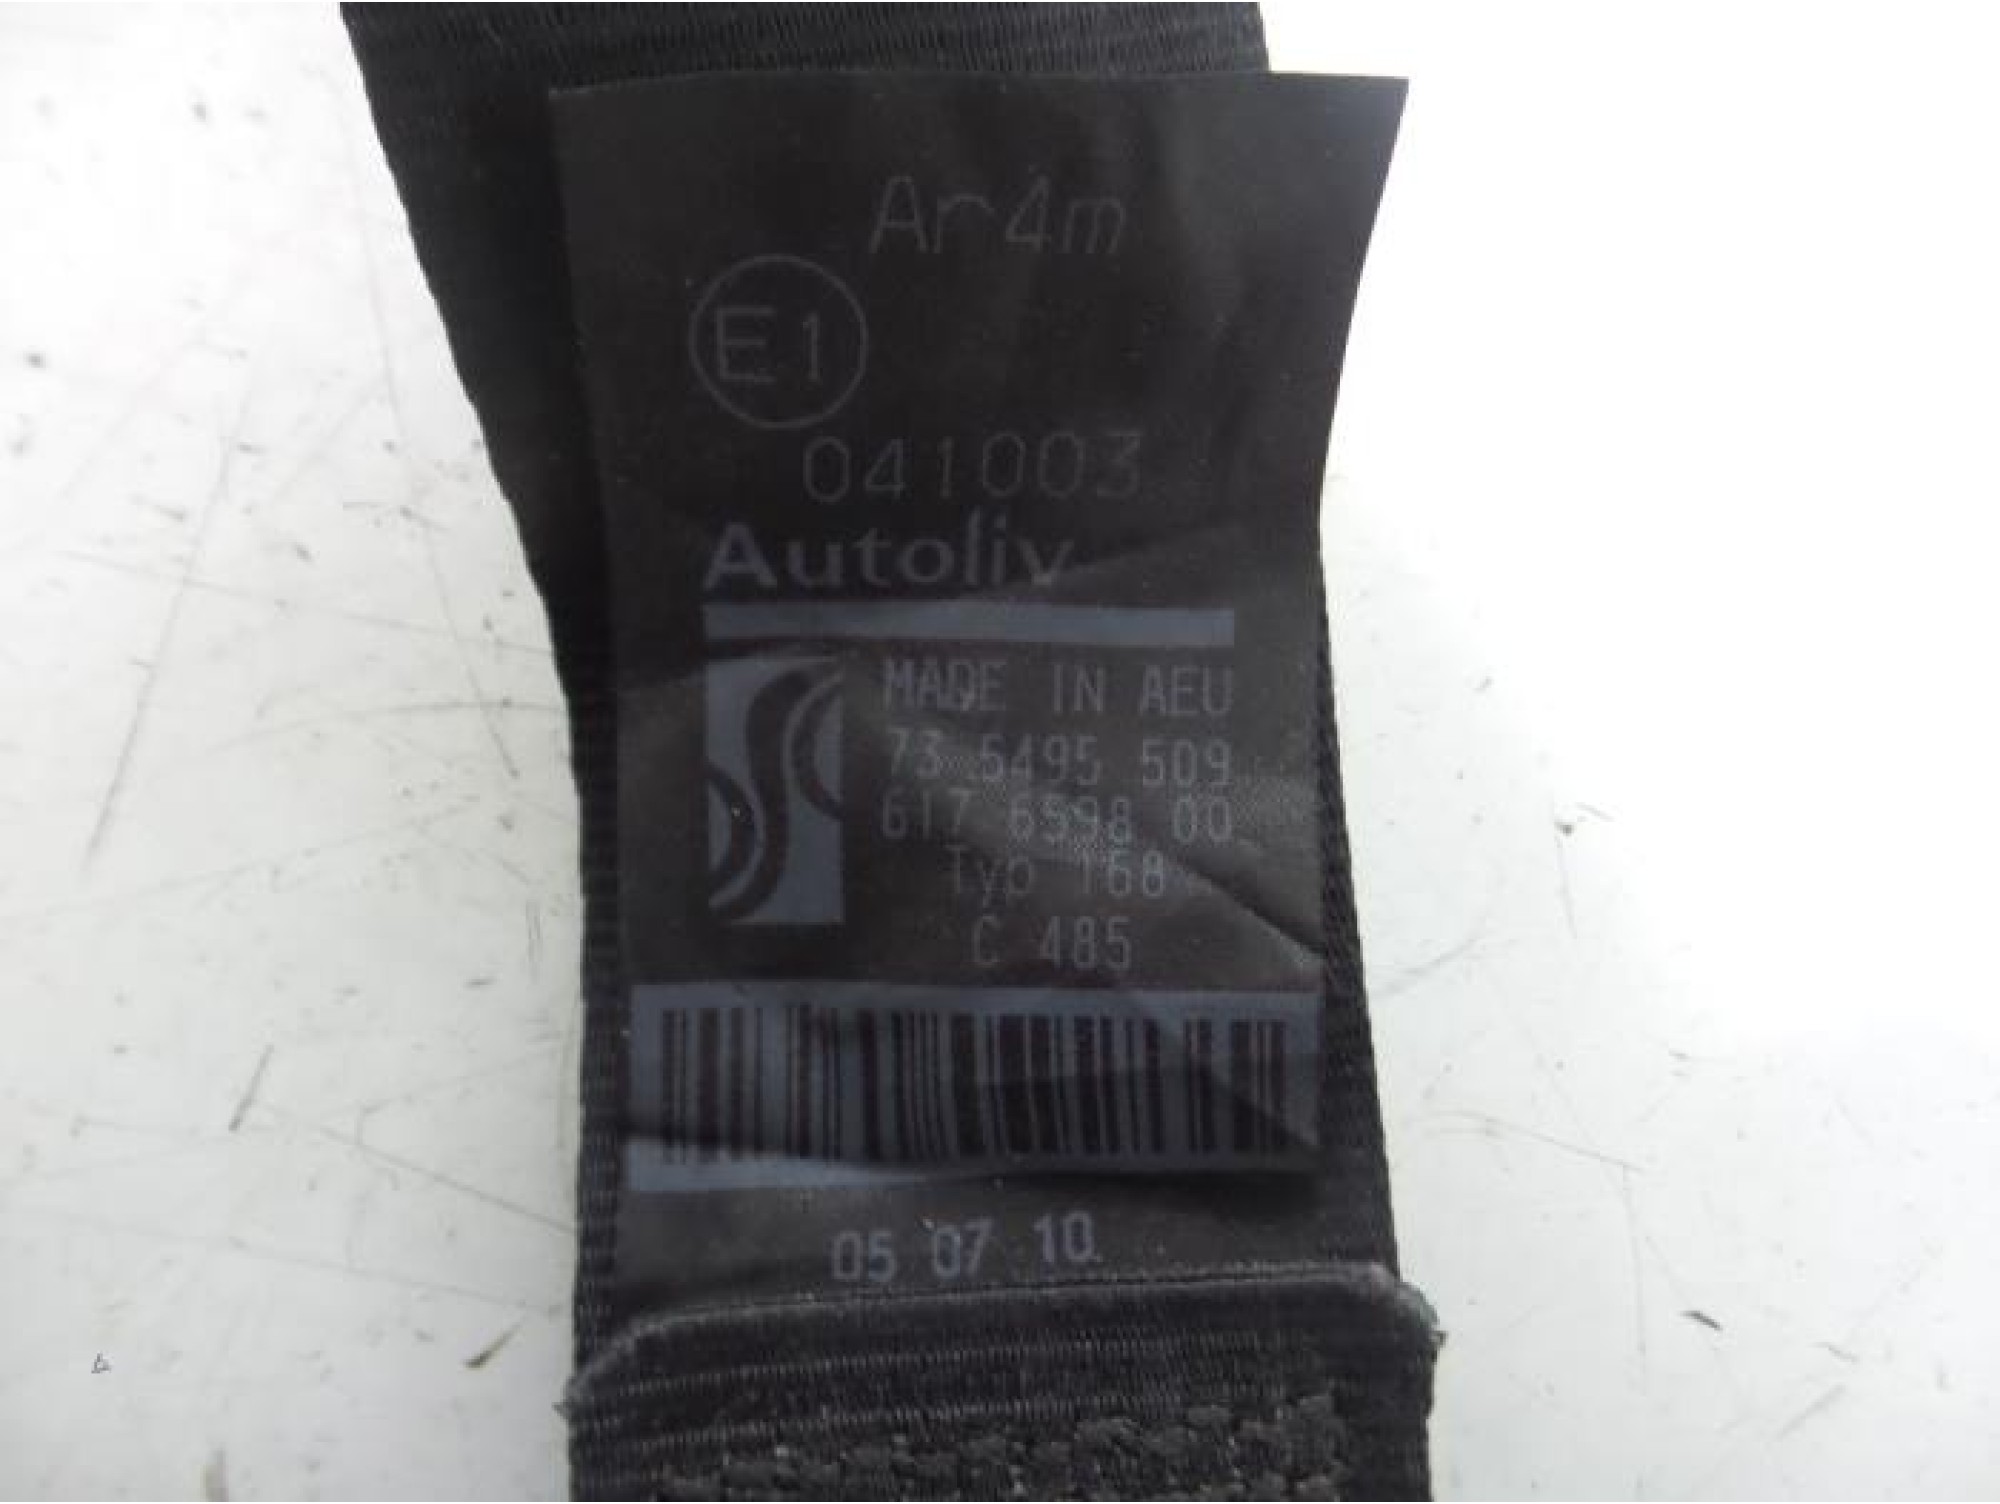 Ar4m
E1
041003
Autoliv
MADE IN AEU
73 6495 509
617 6598 00
Typ 168
C 485
05 07 10